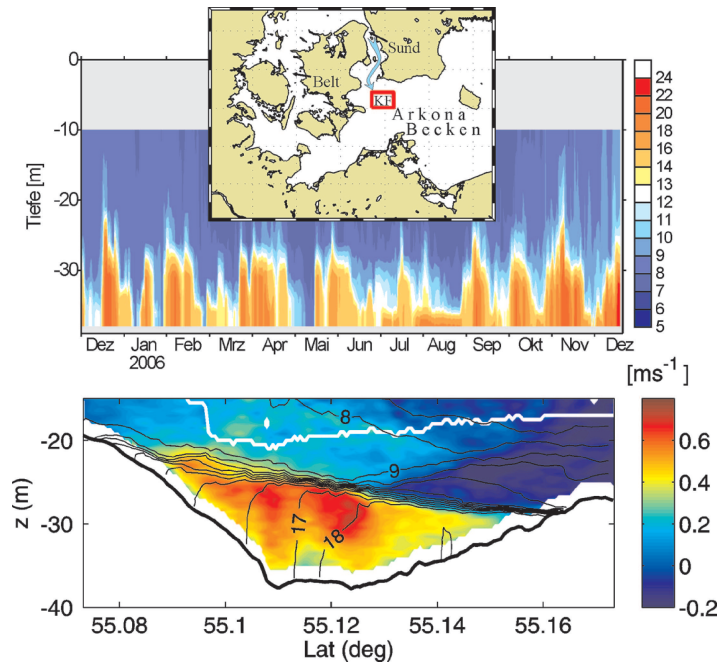 Sund
Belt
KF
Arkona
Becken
Tiefe [m]
0
-10
-20
-30
Dez Jan Feb Mrz Apr Mai Jun Jul Aug Sep Okt Nov Dez
2006
24
22
20
18
16
14
13
12
11
10
9
8
7
6
5
[ms⁻¹]
z (m)
-20
-30
-40
8
9
17
18
55.08 55.1 55.12 55.14 55.16
Lat (deg)
0.6
0.4
0.2
0
-0.2